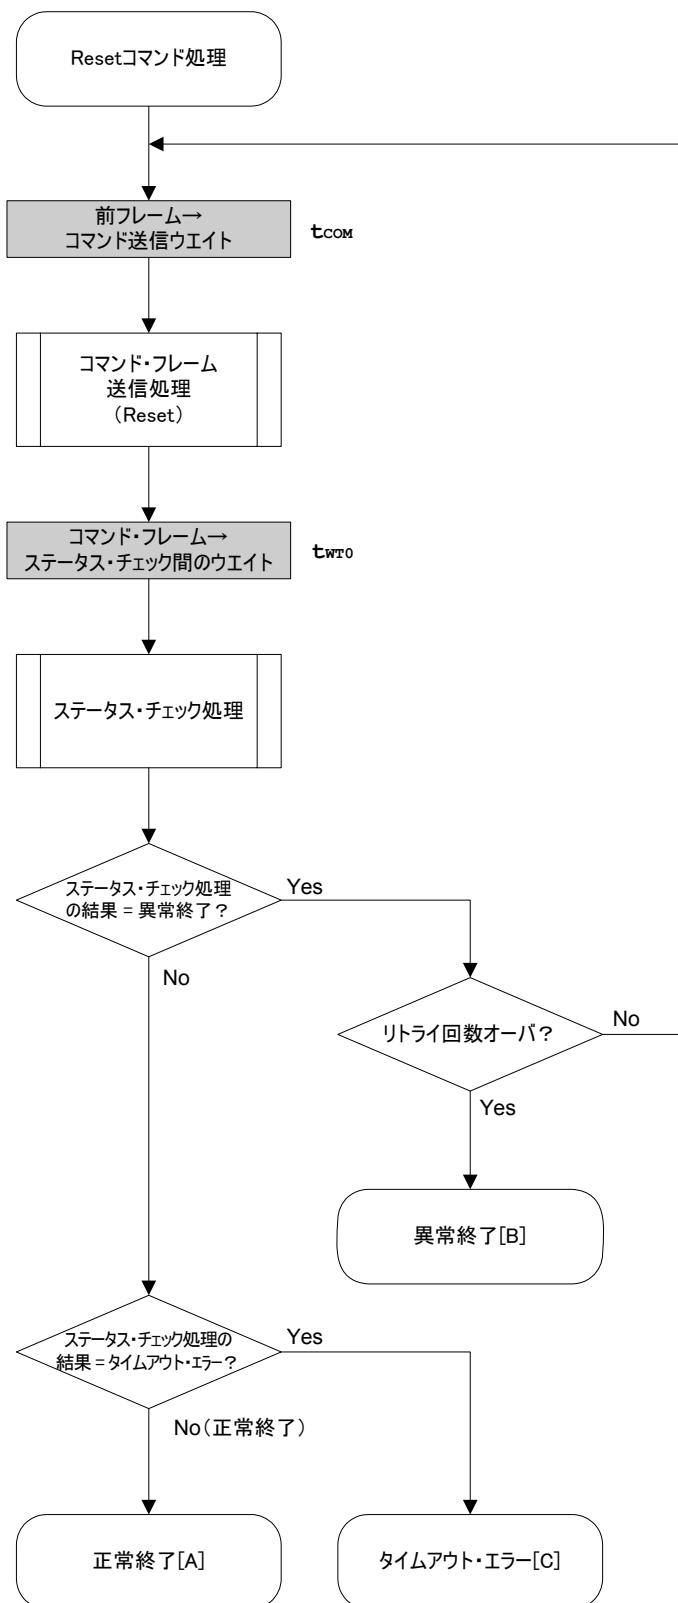 Resetコマンド処理
前フレーム→
コマンド送信ウエイト
tCOM
コマンド・フレーム
送信処理
（Reset）
コマンド・フレーム→
ステータス・チェック間のウエイト
tWT0
ステータス・チェック処理
ステータス・チェック処理
の結果 = 異常終了？
Yes
No
リトライ回数オーバ？
No
Yes
異常終了[B]
ステータス・チェック処理の
結果 = タイムアウト・エラー？
Yes
No（正常終了）
正常終了[A]
タイムアウト・エラー[C]